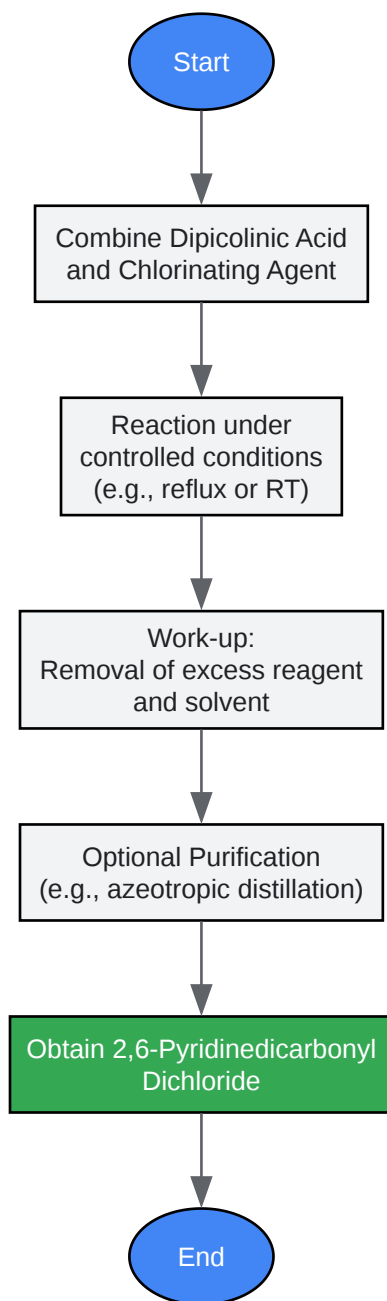 Start
Combine Dipicolinic Acid
and Chlorinating Agent
Reaction under
controlled conditions
(e.g., reflux or RT)
Work-up:
Removal of excess reagent
and solvent
Optional Purification
(e.g., azeotropic distillation)
Obtain 2,6-Pyridinedicarbonyl
Dichloride
End